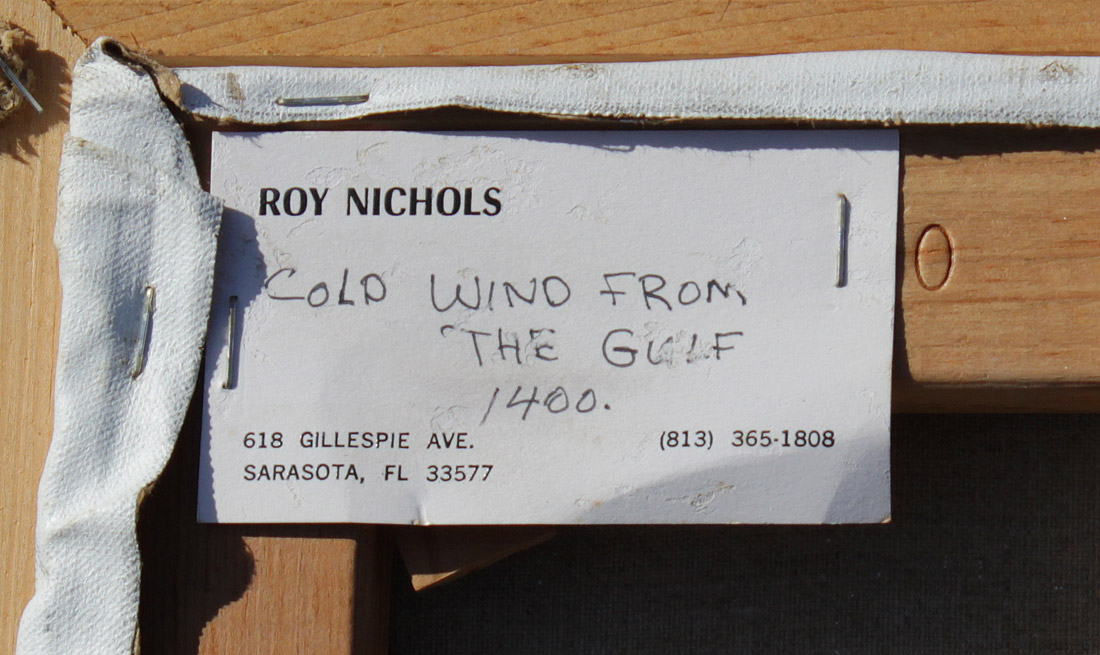 ROY NICHOLS
COLD WIND FROM
THE GULF
1400.
618 GILLESPIE AVE.
(813) 365-1808
SARASOTA, FL 33577